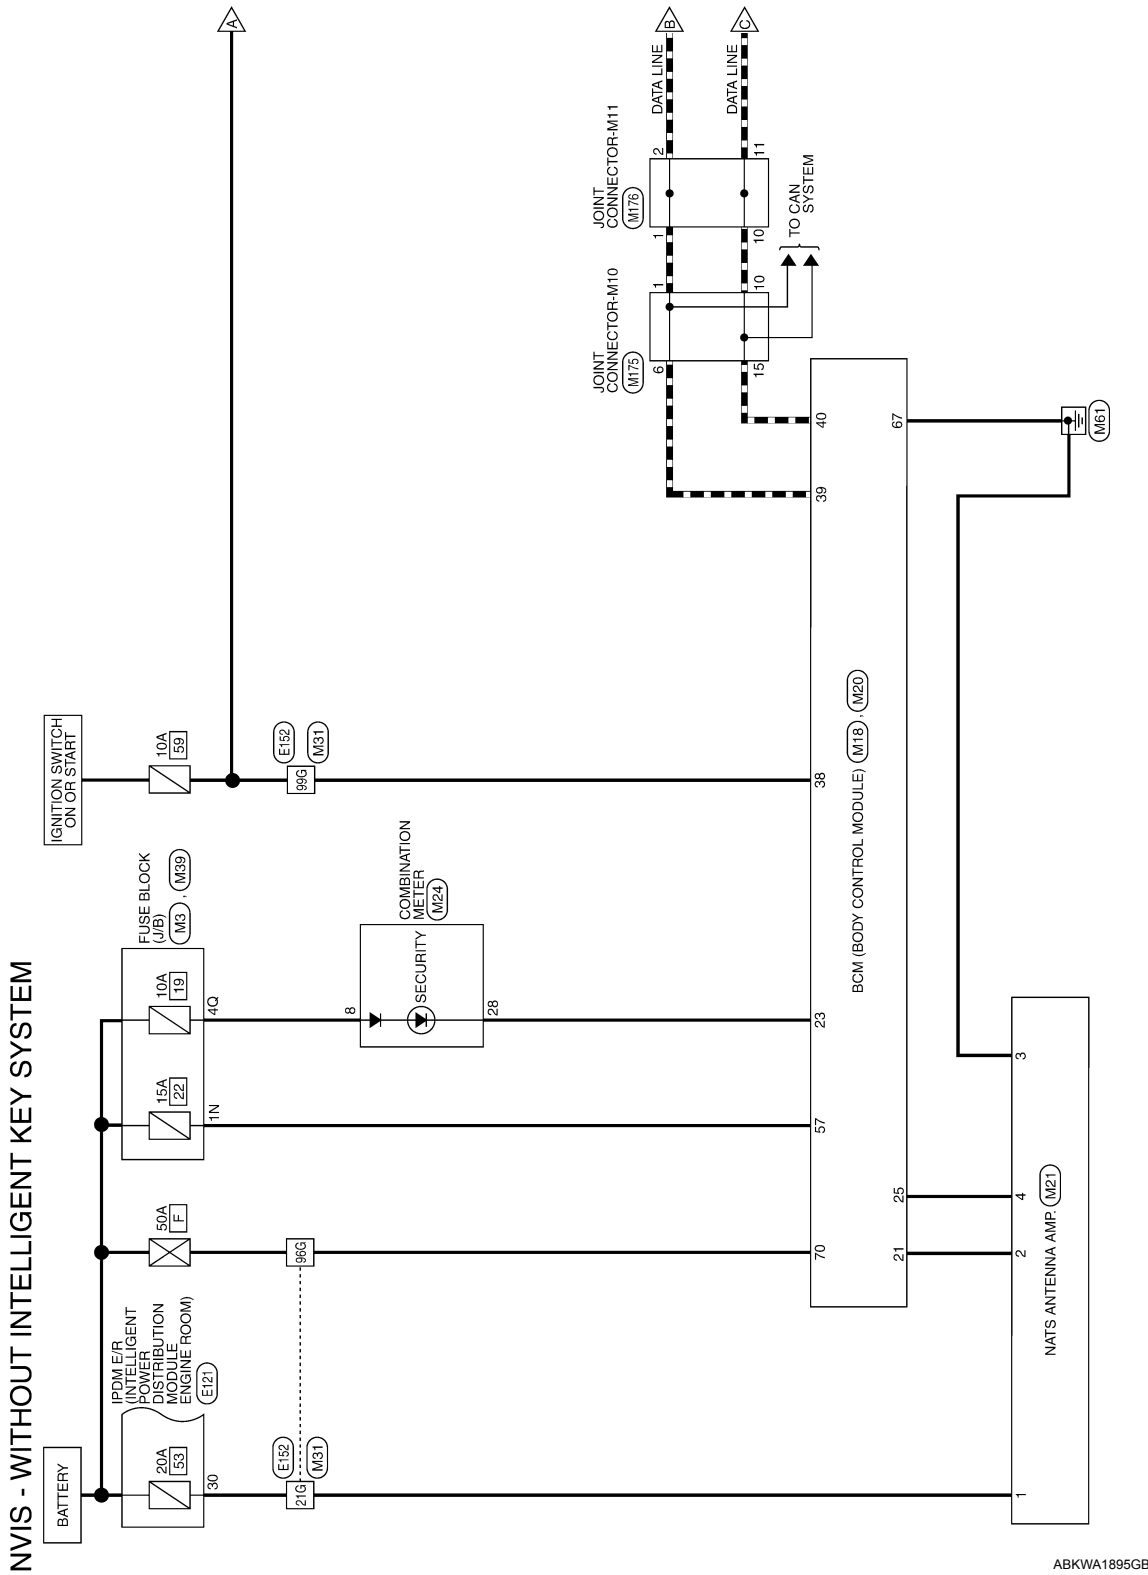 NVIS - WITHOUT INTELLIGENT KEY SYSTEM
BATTERY
IPDM E/R
(INTELLIGENT
POWER
DISTRIBUTION
MODULE
ENGINE ROOM)
E121
20A
53
30
50A
F
15A
22
1N
10A
19
4Q
FUSE BLOCK
(J/B)
M3 , M39
IGNITION SWITCH
ON OR START
10A
59
A
E152
M31
21G
96G
E152
M31
99G
8
SECURITY
28
COMBINATION
METER
M24
JOINT
CONNECTOR-M10
M175
6
1
15
10
JOINT
CONNECTOR-M11
M176
1
2
10
11
DATA LINE
B
DATA LINE
C
TO CAN
SYSTEM
70
57
23
38
39
40
BCM (BODY CONTROL MODULE) M18 , M20
21
25
67
M61
1
2
4
3
NATS ANTENNA AMP. M21
ABKWA1895GB